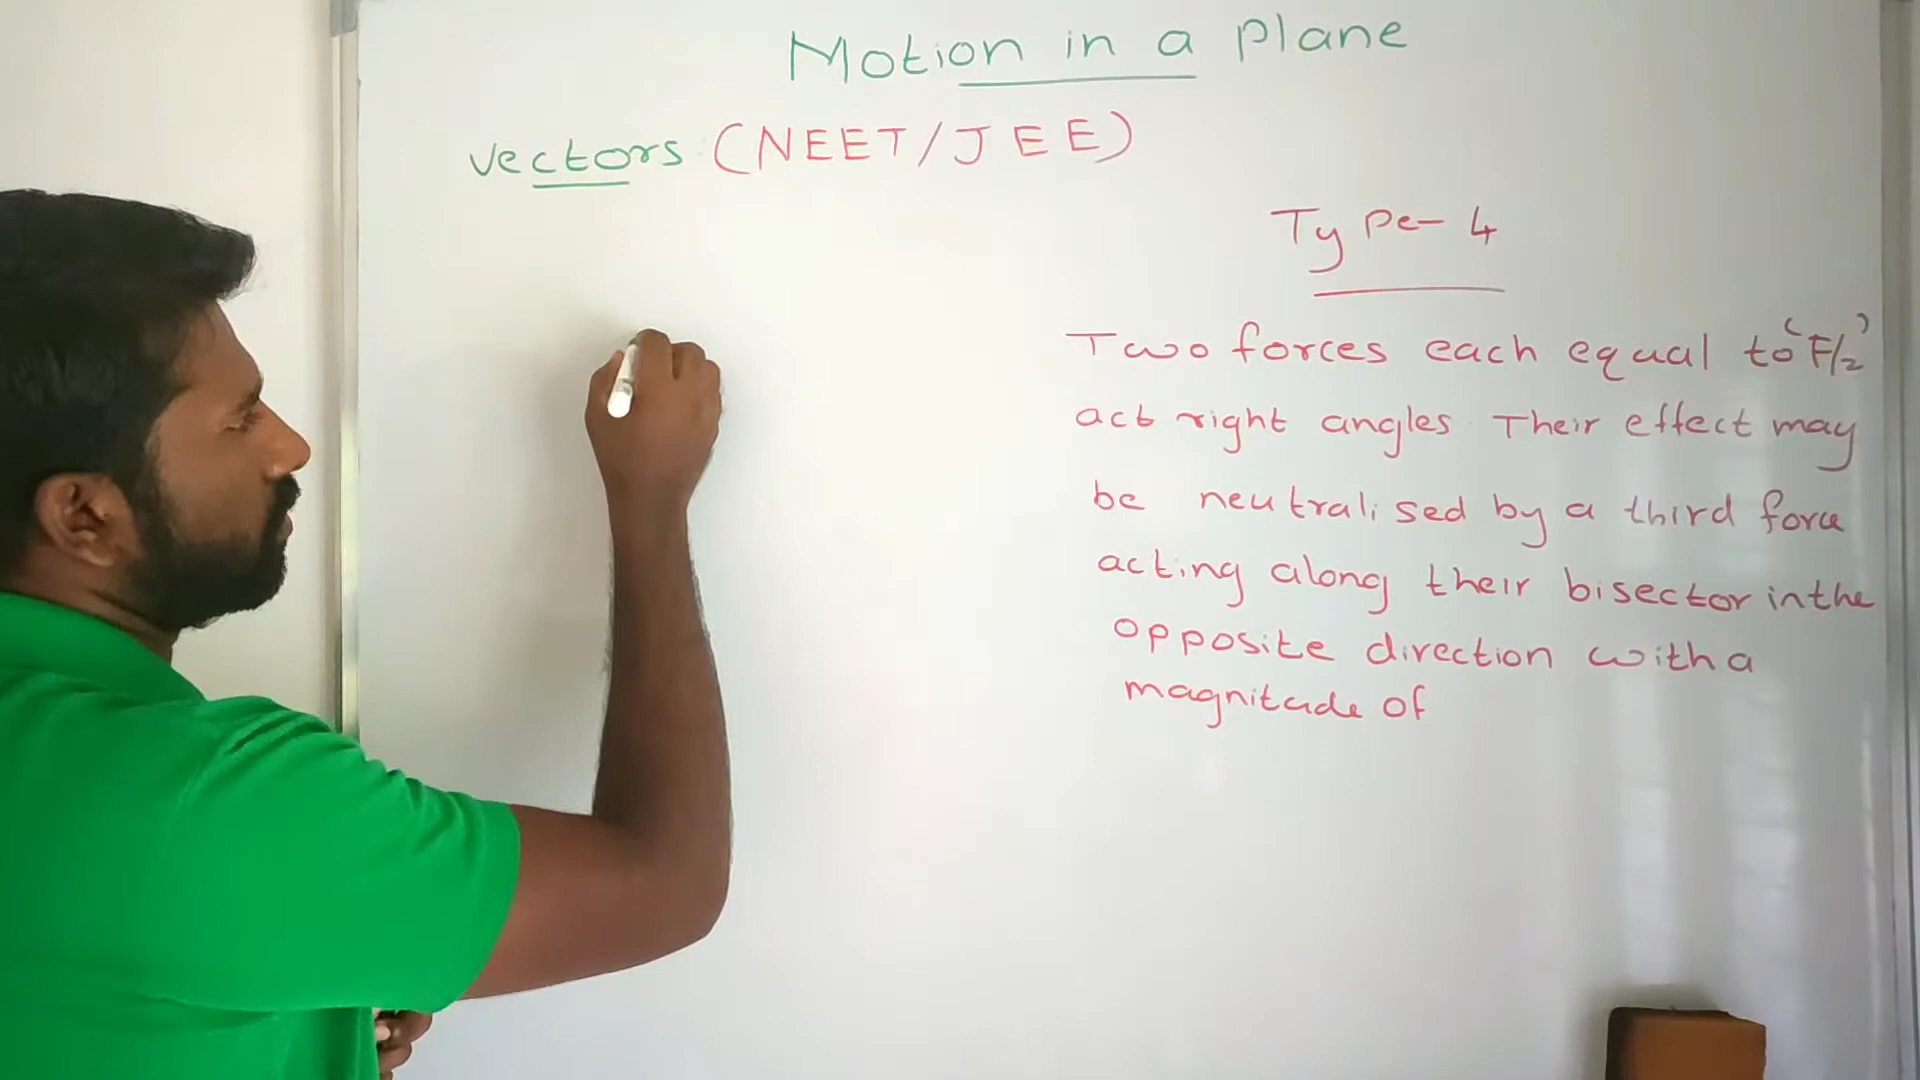 Motion in a plane
vectors (NEET/JEE)
Type-4
Two forces each equal to 'F/2'
act right angles. Their effect may
be neutralised by a third force
acting along their bisector in the
opposite direction with a
magnitude of